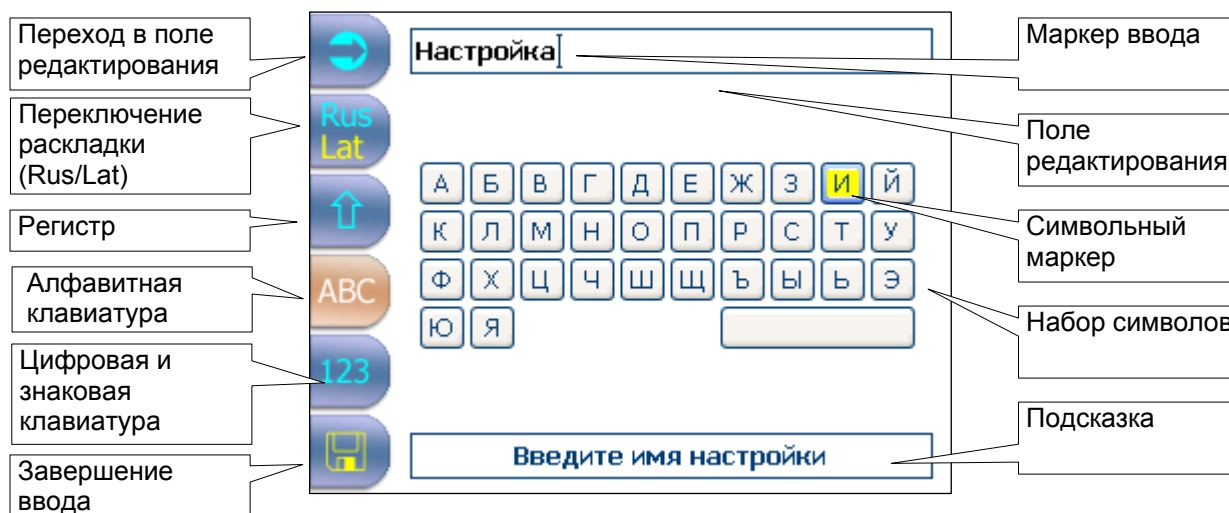 Переход в поле
редактирования
Переключение
раскладки
(Rus/Lat)
Регистр
Алфавитная
клавиатура
Цифровая и
знаковая
клавиатура
Завершение
ввода
Rus
Lat
ABC
123
Настройка
А Б В Г Д Е Ж З И Й
К Л М Н О П Р С Т У
Ф Х Ц Ч Ш Щ Ъ Ы Ь Э
Ю Я
Введите имя настройки
Маркер ввода
Поле
редактирования
Символьный
маркер
Набор символов
Подсказка